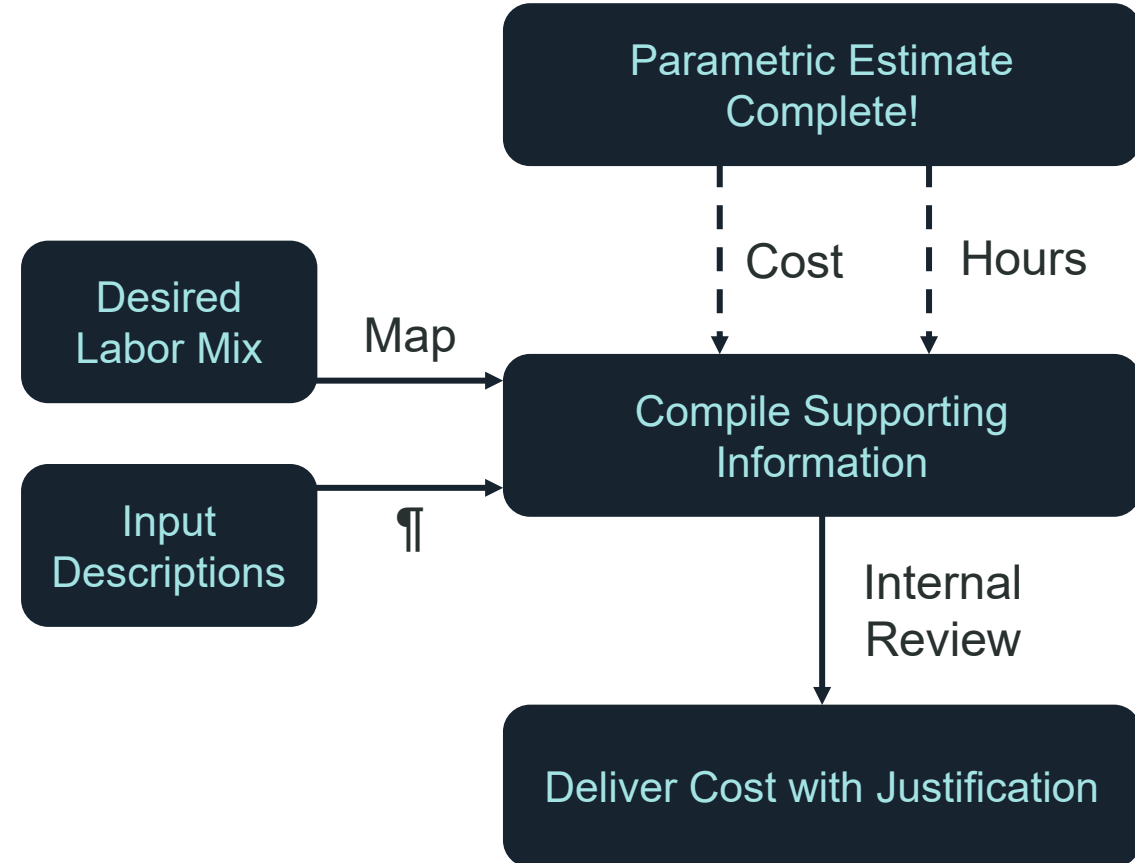 Parametric Estimate
Complete!
Cost
Hours
Desired
Labor Mix
Map
Compile Supporting
Information
Input
Descriptions
¶
Internal
Review
Deliver Cost with Justification